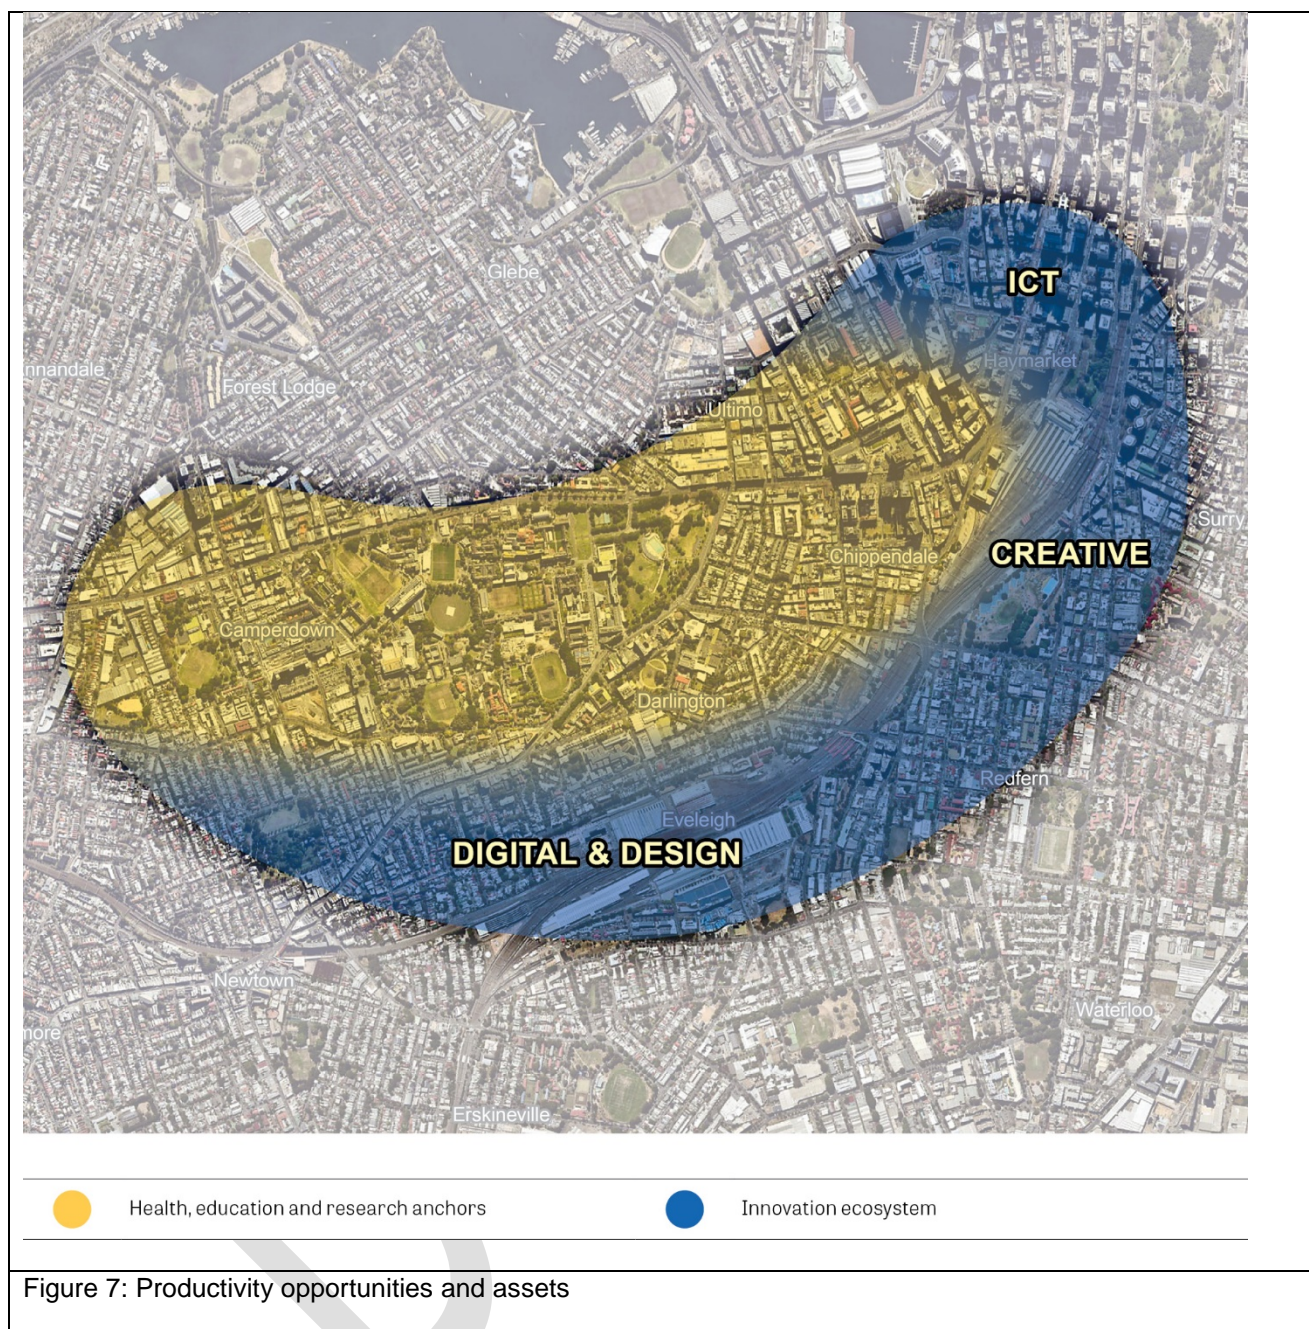 ICT
Glebe
Haymarket
nnandale
Forest Lodge
Ultimo
Surry
CREATIVE
Chippendale
Camperdown
Darlington
Redfern
Eveleigh
DIGITAL & DESIGN
Newtown
Waterloo
more
Erskineville
Health, education and research anchors
Innovation ecosystem
Figure 7: Productivity opportunities and assets